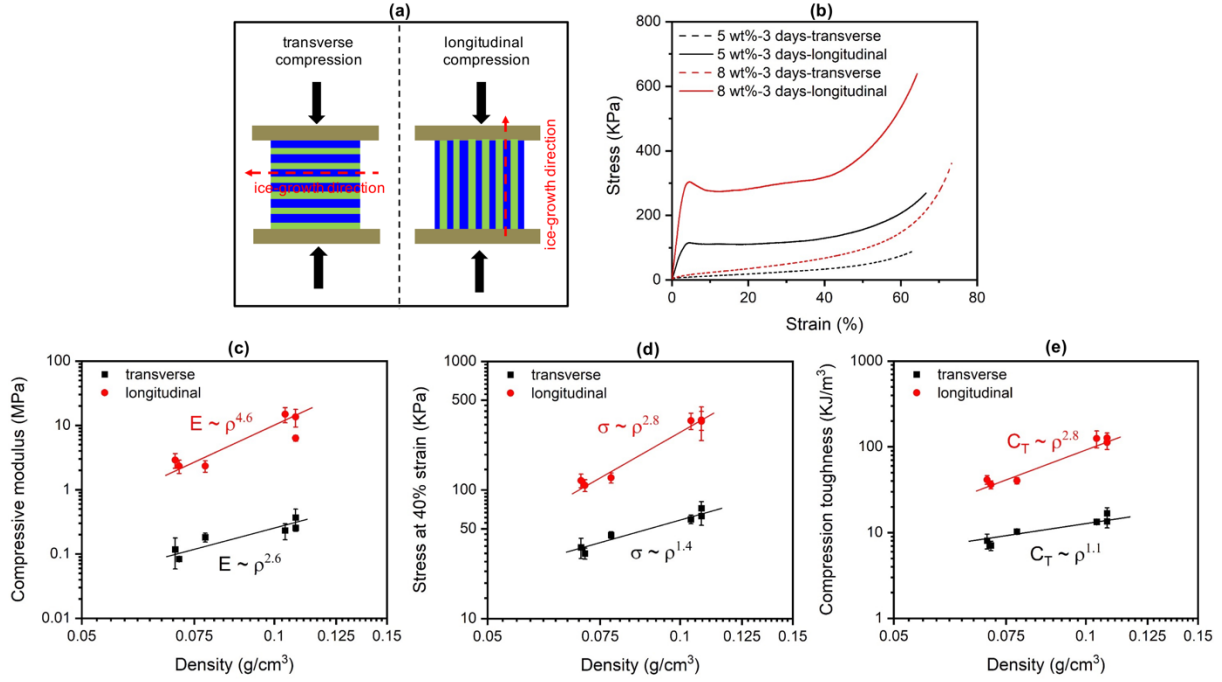 (a)
transverse
compression
longitudinal
compression
ice-growth direction
ice-growth direction
(b)
800
600
400
200
0
Stress (KPa)
5 wt%-3 days-transverse
5 wt%-3 days-longitudinal
8 wt%-3 days-transverse
8 wt%-3 days-longitudinal
0 20 40 60 80
Strain (%)
(c)
Compressive modulus (MPa)
100
10
1
0.1
0.01
transverse
longitudinal
E ~ ρ^4.6
E ~ ρ^2.6
0.05 0.075 0.1 0.125 0.15
Density (g/cm³)
(d)
Stress at 40% strain (KPa)
1000
500
100
50
10
transverse
longitudinal
σ ~ ρ^2.8
σ ~ ρ^1.4
0.05 0.075 0.1 0.125 0.15
Density (g/cm³)
(e)
Compression toughness (KJ/m³)
1000
100
10
1
transverse
longitudinal
C_T ~ ρ^2.8
C_T ~ ρ^1.1
0.05 0.075 0.1 0.125 0.15
Density (g/cm³)